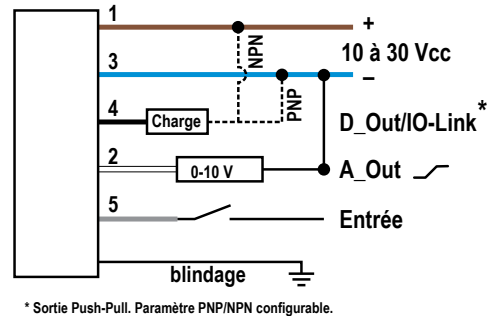 1
+
NPN
10 à 30 Vcc
3
–
4
Charge
PNP
D_Out/IO-Link*
2
0-10 V
A_Out
5
Entrée
blindage
* Sortie Push-Pull. Paramètre PNP/NPN configurable.